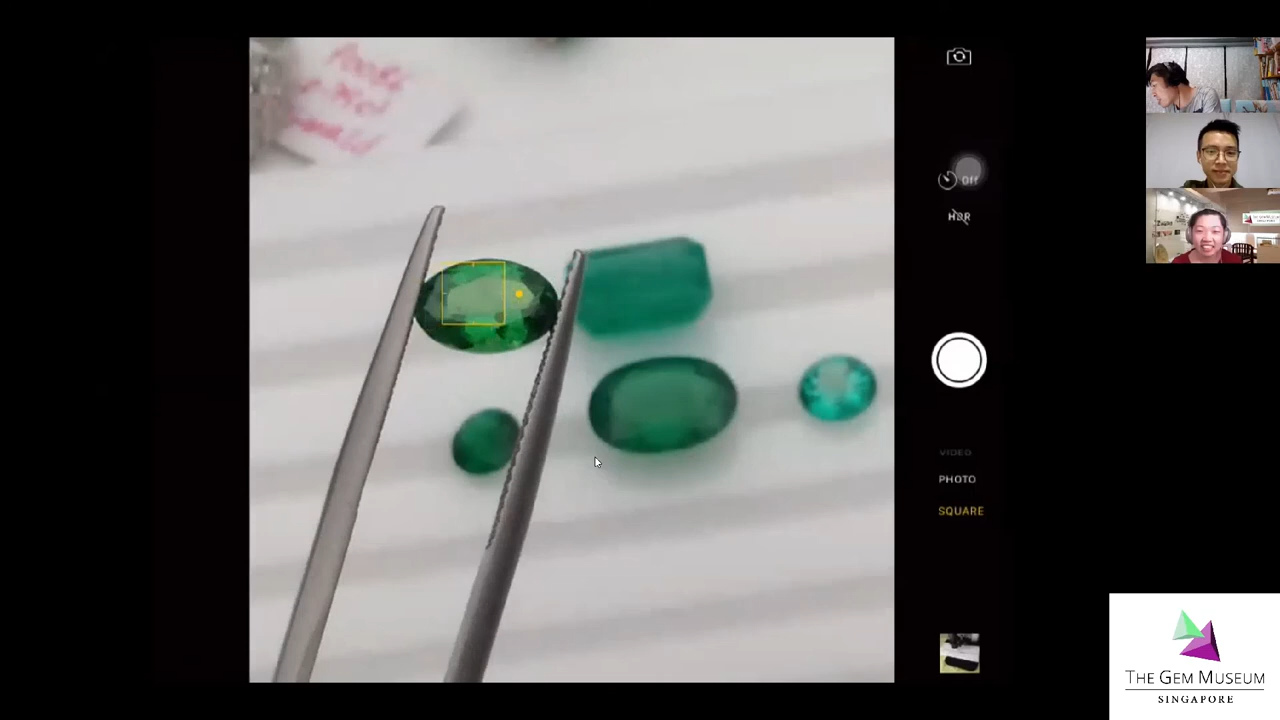 Off
HDR
VIDEO
PHOTO
SQUARE
THE GEM MUSEUM
SINGAPORE